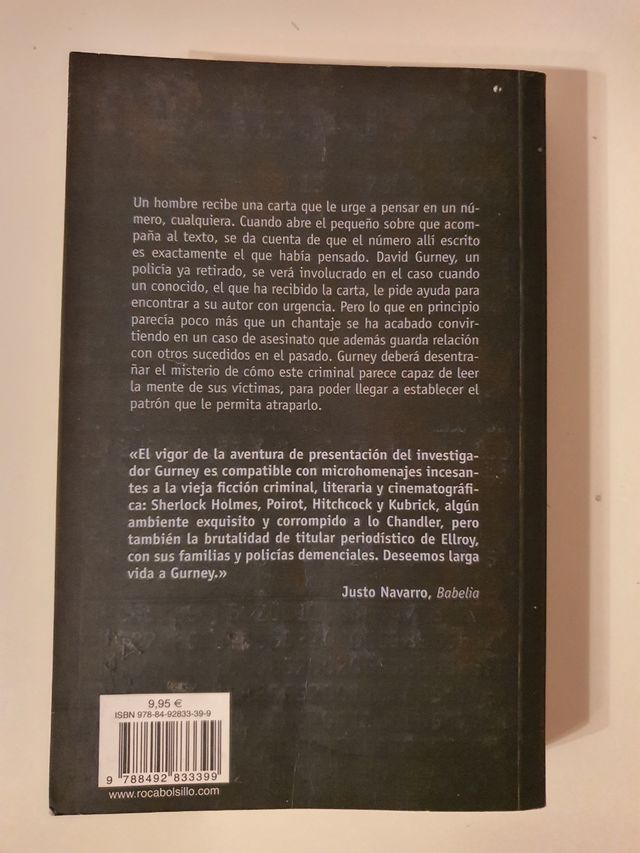 Un hombre recibe una carta que le urge a pensar en un nú-
mero, cualquiera. Cuando abre el pequeño sobre que acom-
paña al texto, se da cuenta de que el número allí escrito
es exactamente el que había pensado. David Gurney, un
policia ya retirado, se verá involucrado en el caso cuando
un conocido, el que ha recibido la carta, le pide ayuda para
encontrar a su autor con urgencia. Pero lo que en principio
parecía poco más que un chantaje se ha acabado convir-
tiendo en un caso de asesinato que además guarda relación
con otros sucedidos en el pasado. Gurney deberá desentra-
ñar el misterio de cómo este criminal parece capaz de leer
la mente de sus víctimas, para poder llegar a establecer el
patrón que le permita atraparlo.
«El vigor de la aventura de presentación del investiga-
dor Gurney es compatible con microhomenajes incesan-
tes a la vieja ficción criminal, literaria y cinematográfi-
ca: Sherlock Holmes, Poirot, Hitchcock y Kubrick, algún
ambiente exquisito y corrompido a lo Chandler, pero
también la brutalidad de titular periodístico de Ellroy,
con sus familias y policías demenciales. Deseemos larga
vida a Gurney.»
Justo Navarro, Babelia
9,95 €
ISBN 978-84-92833-39-9
9 788492 833399
www.rocabolsillo.com